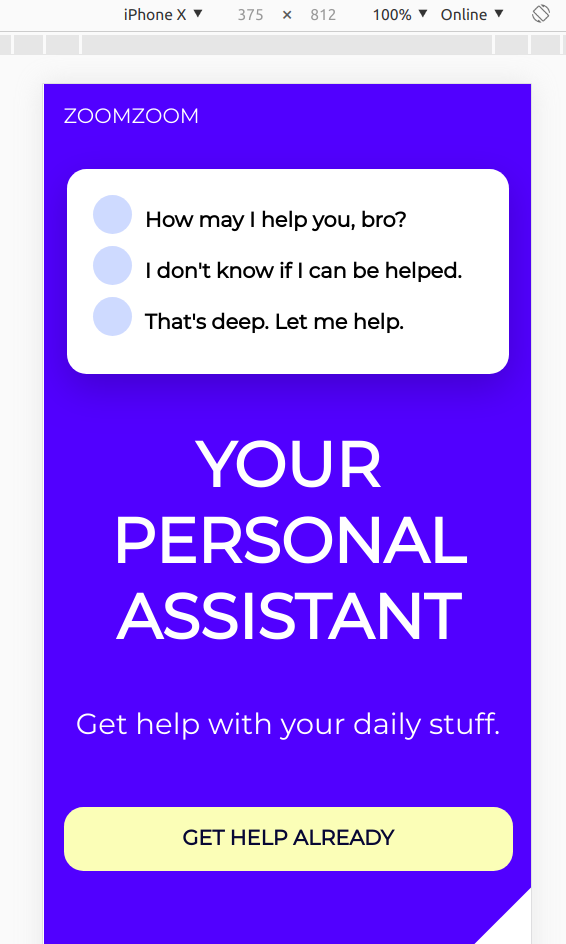 iPhone X ▼ 375 × 812 100% ▼ Online ▼
ZOOMZOOM
How may I help you, bro?
I don't know if I can be helped.
That's deep. Let me help.
YOUR
PERSONAL
ASSISTANT
Get help with your daily stuff.
GET HELP ALREADY